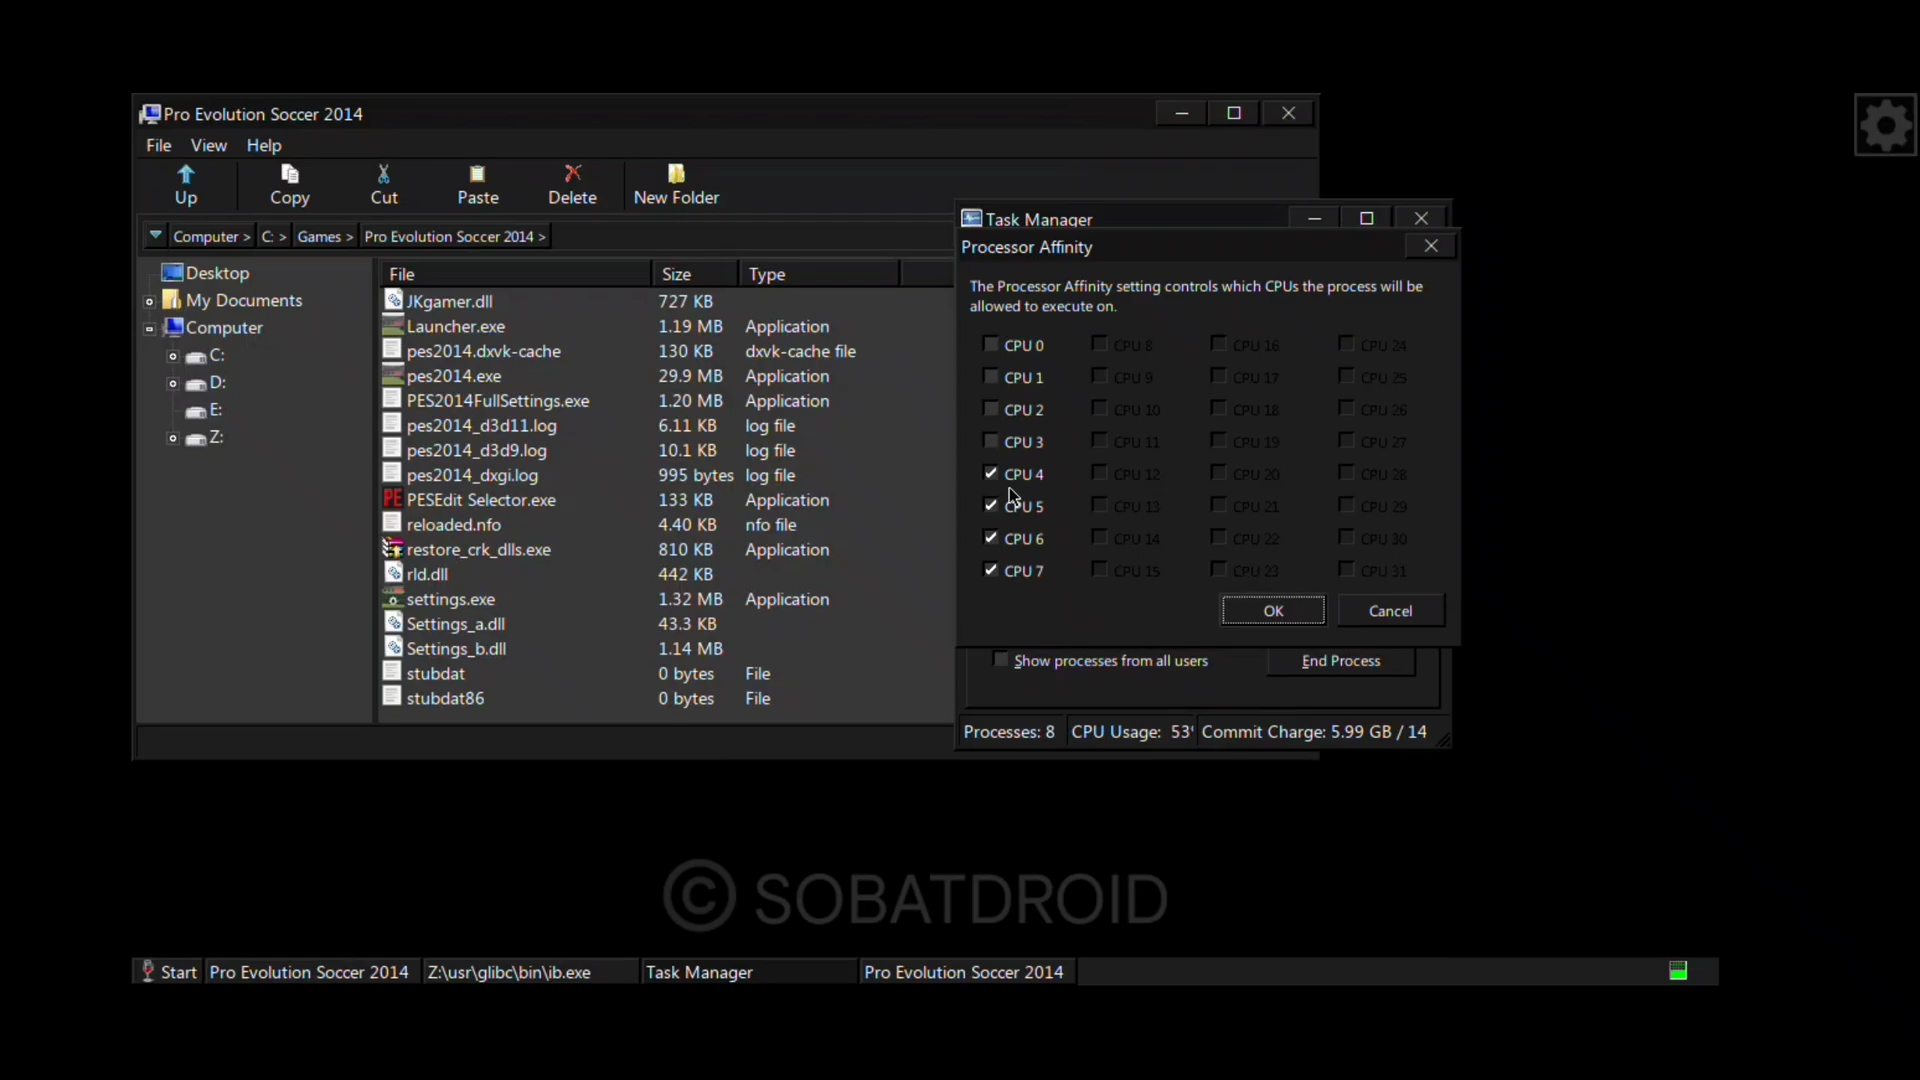 Pro Evolution Soccer 2014
File View Help
Up Copy Cut Paste Delete New Folder
Computer > C: > Games > Pro Evolution Soccer 2014 >
Desktop
My Documents
Computer
C:
D:
E:
Z:
File Size Type
JKgamer.dll 727 KB
Launcher.exe 1.19 MB Application
pes2014.dxvk-cache 130 KB dxvk-cache file
pes2014.exe 29.9 MB Application
PES2014FullSettings.exe 1.20 MB Application
pes2014_d3d11.log 6.11 KB log file
pes2014_d3d9.log 10.1 KB log file
pes2014_dxgi.log 995 bytes log file
PESEdit Selector.exe 133 KB Application
reloaded.nfo 4.40 KB nfo file
restore_crk_dlls.exe 810 KB Application
rld.dll 442 KB
settings.exe 1.32 MB Application
Settings_a.dll 43.3 KB
Settings_b.dll 1.14 MB
stubdat 0 bytes File
stubdat86 0 bytes File
Task Manager
Processor Affinity
The Processor Affinity setting controls which CPUs the process will be
allowed to execute on.
CPU 0 CPU 8 CPU 16 CPU 24
CPU 1 CPU 9 CPU 17 CPU 25
CPU 2 CPU 10 CPU 18 CPU 26
CPU 3 CPU 11 CPU 19 CPU 27
CPU 4 CPU 12 CPU 20 CPU 28
CPU 5 CPU 13 CPU 21 CPU 29
CPU 6 CPU 14 CPU 22 CPU 30
CPU 7 CPU 15 CPU 23 CPU 31
OK Cancel
Show processes from all users End Process
Processes: 8 CPU Usage: 53 Commit Charge: 5.99 GB / 14
© SOBATDROID
Start Pro Evolution Soccer 2014 Z:\usr\glibc\bin\ib.exe Task Manager Pro Evolution Soccer 2014